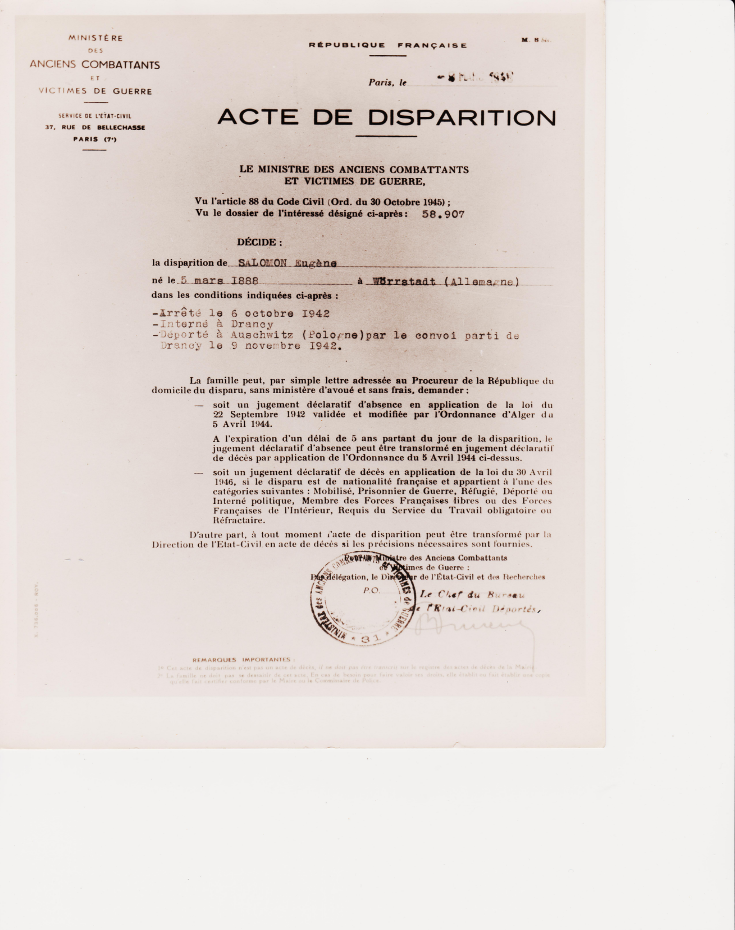 MINISTÈRE
DES
ANCIENS COMBATTANTS
ET
VICTIMES DE GUERRE
SERVICE DE L'ÉTAT-CIVIL
37, RUE DE BELLECHASSE
PARIS (7e)
RÉPUBLIQUE FRANÇAISE
Paris, le
ACTE DE DISPARITION
LE MINISTRE DES ANCIENS COMBATTANTS
ET VICTIMES DE GUERRE,
Vu l'article 88 du Code Civil (Ord. du 30 Octobre 1945) ;
Vu le dossier de l'intéressé désigné ci-après : 58.907
DÉCIDE :
la disparition de SALOMON Eugène
né le 5 mars 1888 à Wörrstadt (Allemagne)
dans les conditions indiquées ci-après :
-Arrêté le 6 octobre 1942
-Interné à Drancy
-Déporté à Auschwitz (Pologne)par le convoi parti de
Drancy le 9 novembre 1942.
La famille peut, par simple lettre adressée au Procureur de la République du
domicile du disparu, sans ministère d'avoué et sans frais, demander :
— soit un jugement déclaratif d'absence en application de la loi du
22 Septembre 1942 validée et modifiée par l'Ordonnance d'Alger du
5 Avril 1944.
A l'expiration d'un délai de 5 ans partant du jour de la disparition, le
jugement déclaratif d'absence peut être transformé en jugement déclaratif
de décès par application de l'Ordonnance du 5 Avril 1944 ci-dessus.
— soit un jugement déclaratif de décès en application de la loi du 30 Avril
1946, si le disparu est de nationalité française et appartient à l'une des
catégories suivantes : Mobilisé, Prisonnier de Guerre, Réfugié, Déporté ou
Interné politique, Membre des Forces Françaises libres ou des Forces
Françaises de l'Intérieur, Requis du Service du Travail obligatoire ou
Réfractaire.
D'autre part, à tout moment l'acte de disparition peut être transformé par la
Direction de l'Etat-Civil en acte de décès si les précisions nécessaires sont fournies.
Pour le Ministre des Anciens Combattants
et Victimes de Guerre :
Par délégation, le Directeur de l'État-Civil et des Recherches
P.O. Le Chef du Bureau
de l'Etat-Civil Déportés,
31
REMARQUES IMPORTANTES